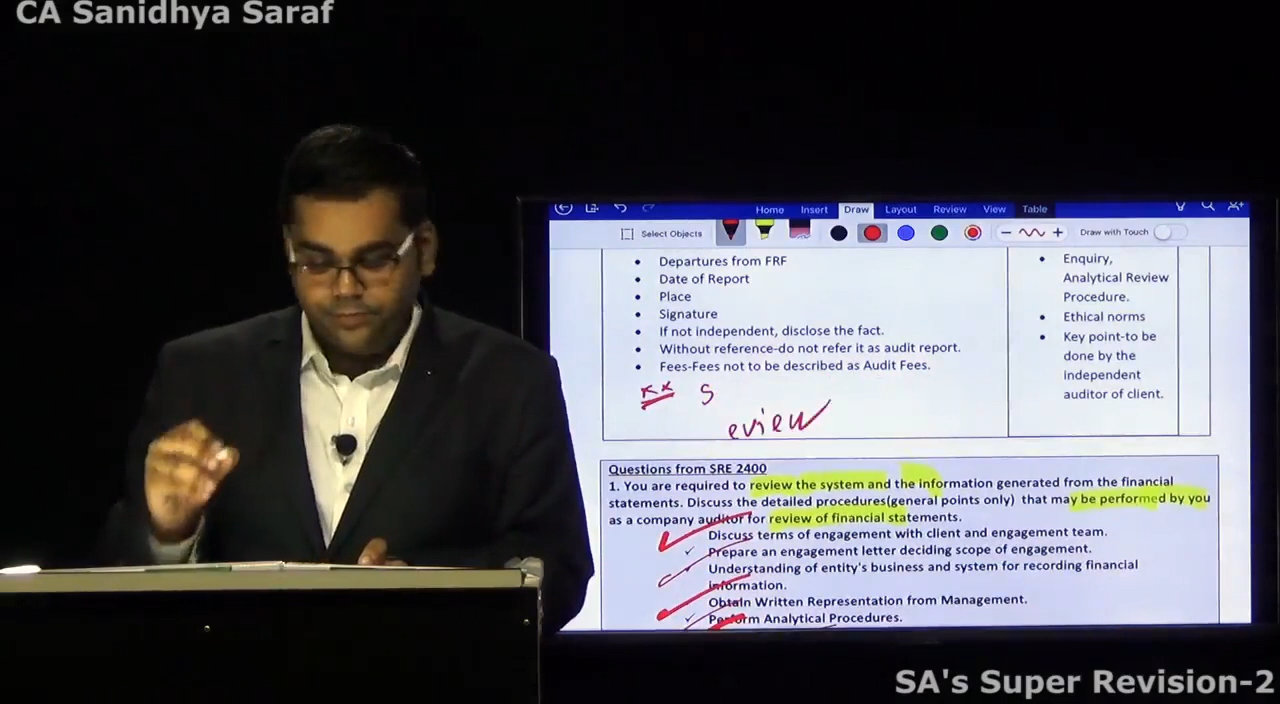 CA Sanidhya Saraf
Home Insert Draw Layout Review View Table
Select Objects
Draw with Touch
• Departures from FRF
• Date of Report
• Place
• Signature
• If not independent, disclose the fact.
• Without reference-do not refer it as audit report.
• Fees-Fees not to be described as Audit Fees.
• Enquiry,
Analytical Review
Procedure.
• Ethical norms
• Key point-to be
done by the
independent
auditor of client.
S
eview
Questions from SRE 2400
1. You are required to review the system and the information generated from the financial
statements. Discuss the detailed procedures(general points only) that may be performed by you
as a company auditor for review of financial statements.
Discuss terms of engagement with client and engagement team.
✓ Prepare an engagement letter deciding scope of engagement.
Understanding of entity's business and system for recording financial
information.
Obtain Written Representation from Management.
✓ Perform Analytical Procedures.
SA's Super Revision-2